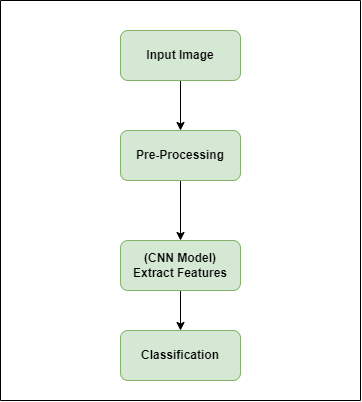 Input Image
Pre-Processing
(CNN Model)
Extract Features
Classification